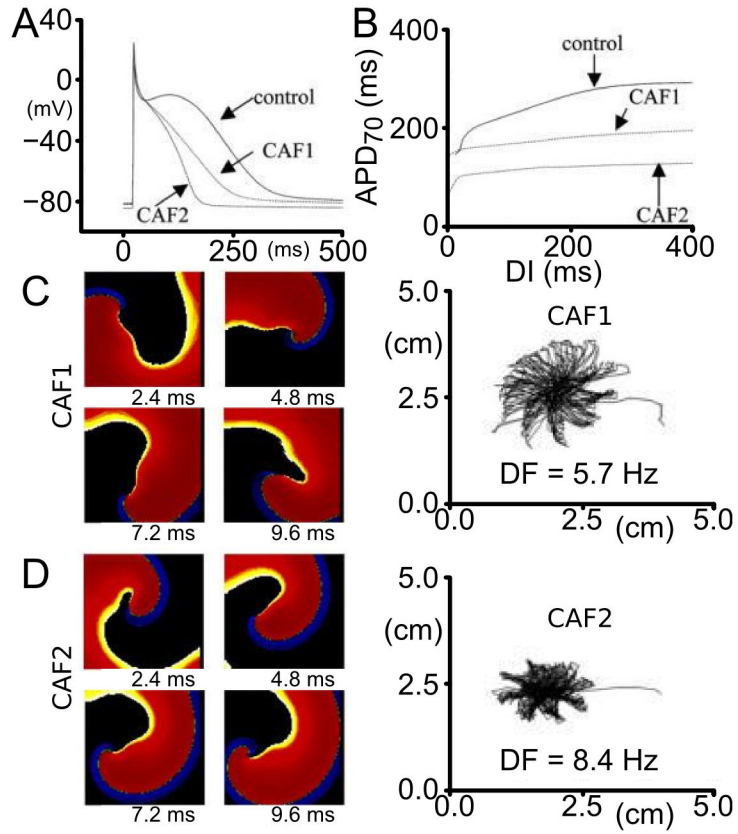 A
40
0
(mV)
−40
−80
control
CAF1
CAF2
0
250 (ms) 500
B
400
200
0
APD70 (ms)
control
CAF1
CAF2
0
200
400
DI (ms)
C
CAF1
2.4 ms
4.8 ms
7.2 ms
9.6 ms
5.0
(cm)
2.5
0.0
CAF1
DF = 5.7 Hz
0.0
2.5
(cm)
5.0
D
CAF2
2.4 ms
4.8 ms
7.2 ms
9.6 ms
5.0
(cm)
2.5
0.0
CAF2
DF = 8.4 Hz
0.0
2.5
(cm)
5.0